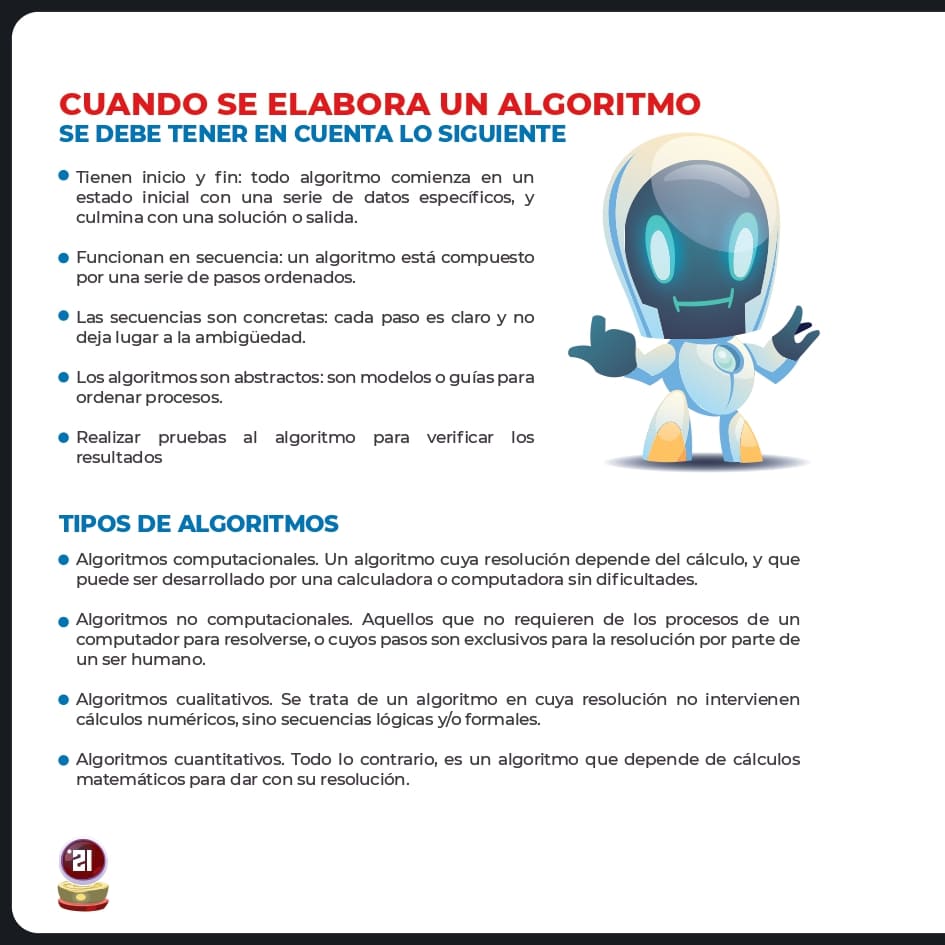 CUANDO SE ELABORA UN ALGORITMO
SE DEBE TENER EN CUENTA LO SIGUIENTE
Tienen inicio y fin: todo algoritmo comienza en un
estado inicial con una serie de datos específicos, y
culmina con una solución o salida.
Funcionan en secuencia: un algoritmo está compuesto
por una serie de pasos ordenados.
Las secuencias son concretas: cada paso es claro y no
deja lugar a la ambigüedad.
Los algoritmos son abstractos: son modelos o guías para
ordenar procesos.
Realizar pruebas al algoritmo para verificar los
resultados
TIPOS DE ALGORITMOS
Algoritmos computacionales. Un algoritmo cuya resolución depende del cálculo, y que
puede ser desarrollado por una calculadora o computadora sin dificultades.
Algoritmos no computacionales. Aquellos que no requieren de los procesos de un
computador para resolverse, o cuyos pasos son exclusivos para la resolución por parte de
un ser humano.
Algoritmos cualitativos. Se trata de un algoritmo en cuya resolución no intervienen
cálculos numéricos, sino secuencias lógicas y/o formales.
Algoritmos cuantitativos. Todo lo contrario, es un algoritmo que depende de cálculos
matemáticos para dar con su resolución.
21